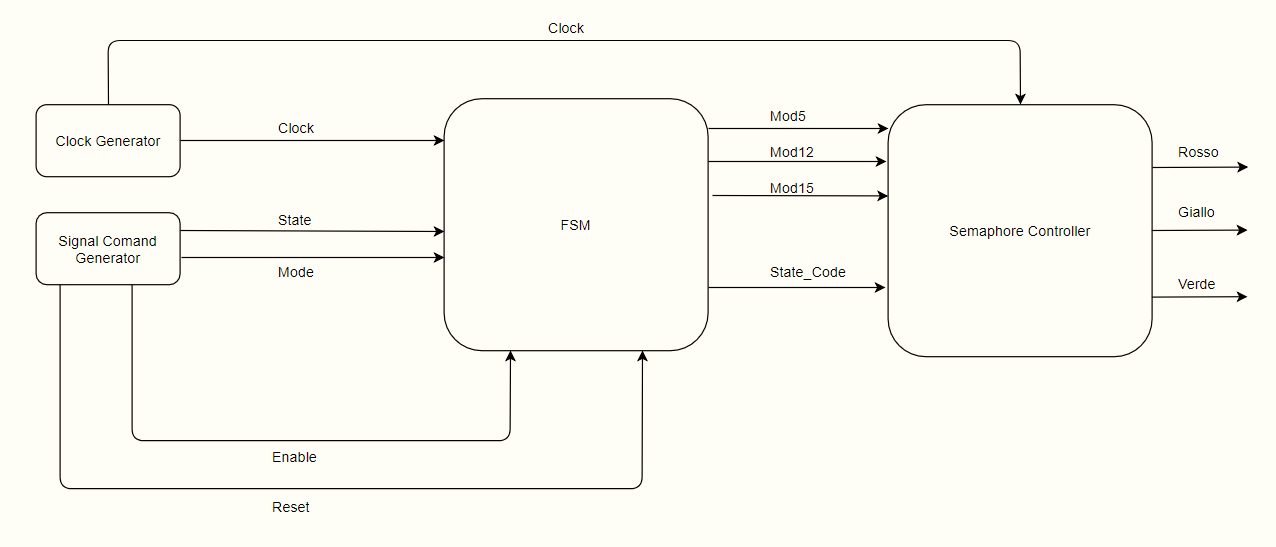 Clock
Clock Generator
Clock
Mod5
Mod12
Mod15
Rosso
Giallo
Verde
State
Mode
Signal Comand
Generator
FSM
Semaphore Controller
State_Code
Enable
Reset